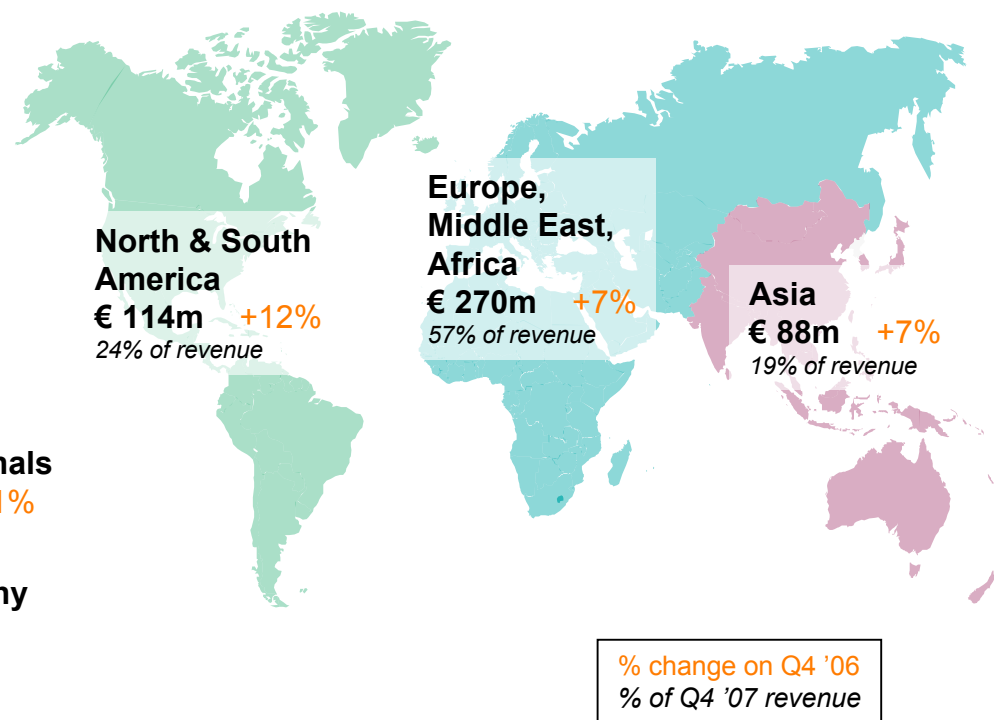 North & South
America
€ 114m +12%
24% of revenue
Europe,
Middle East,
Africa
€ 270m +7%
57% of revenue
Asia
€ 88m +7%
19% of revenue
% change on Q4 ’06
% of Q4 ’07 revenue